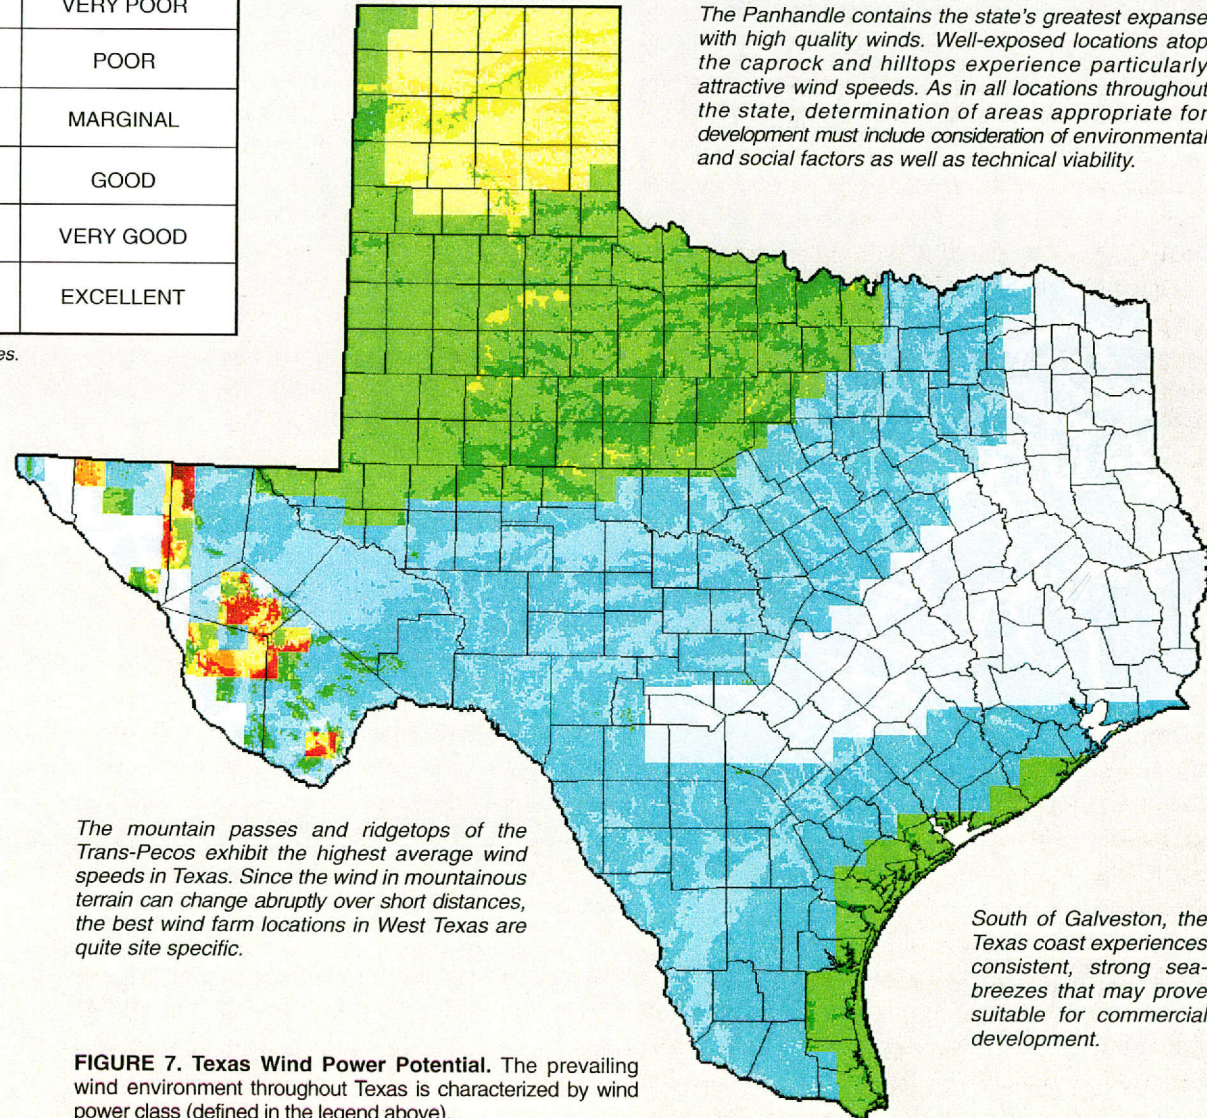 VERY POOR
POOR
MARGINAL
GOOD
VERY GOOD
EXCELLENT
es.
The Panhandle contains the state's greatest expanse
with high quality winds. Well-exposed locations atop
the caprock and hilltops experience particularly
attractive wind speeds. As in all locations throughout
the state, determination of areas appropriate for
development must include consideration of environmental
and social factors as well as technical viability.
The mountain passes and ridgetops of the
Trans-Pecos exhibit the highest average wind
speeds in Texas. Since the wind in mountainous
terrain can change abruptly over short distances,
the best wind farm locations in West Texas are
quite site specific.
South of Galveston, the
Texas coast experiences
consistent, strong sea-
breezes that may prove
suitable for commercial
development.
FIGURE 7. Texas Wind Power Potential. The prevailing
wind environment throughout Texas is characterized by wind
power class (defined in the legend above).